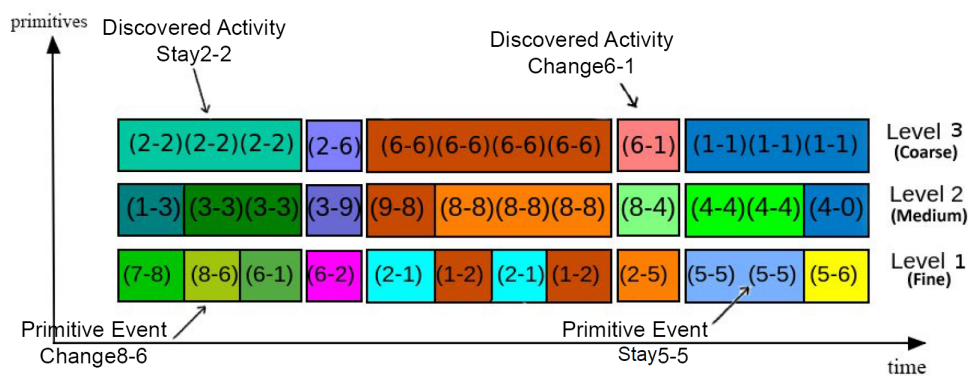 primitives
Discovered Activity
Stay2-2
Discovered Activity
Change6-1
(2-2)(2-2)(2-2) (2-6) (6-6)(6-6)(6-6)(6-6) (6-1) (1-1)(1-1)(1-1)
Level 3
(Coarse)
(1-3) (3-3)(3-3) (3-9) (9-8) (8-8)(8-8)(8-8) (8-4) (4-4)(4-4) (4-0)
Level 2
(Medium)
(7-8) (8-6) (6-1) (6-2) (2-1) (1-2) (2-1) (1-2) (2-5) (5-5) (5-5) (5-6)
Level 1
(Fine)
Primitive Event
Change8-6
Primitive Event
Stay5-5
time